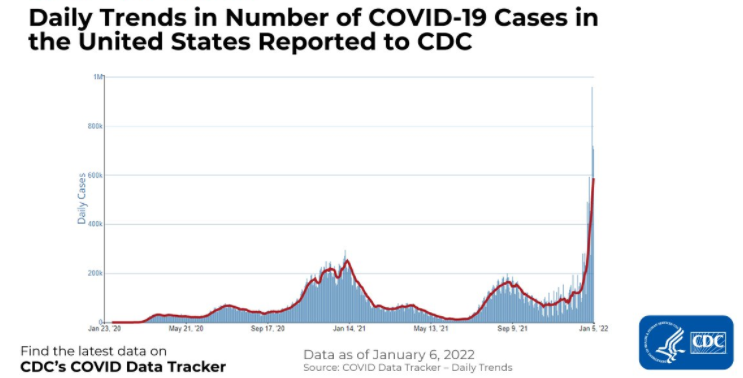 Daily Trends in Number of COVID-19 Cases in
the United States Reported to CDC
1M
800k
600k
400k
200k
0
Daily Cases
Jan 23, '20
May 21, '20
Sep 17, '20
Jan 14, '21
May 13, '21
Sep 9, '21
Jan 5, '22
Find the latest data on
CDC's COVID Data Tracker
Data as of January 6, 2022
Source: COVID Data Tracker – Daily Trends
CDC